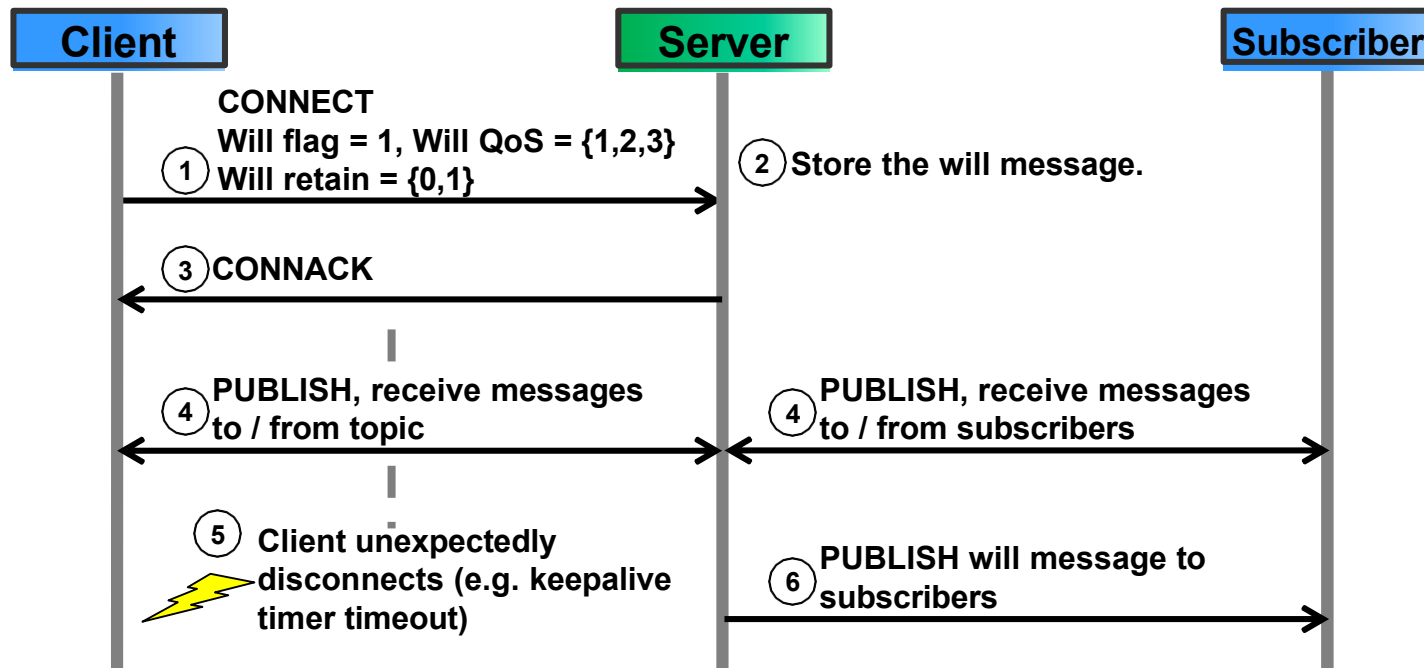 Client
Server
Subscriber
CONNECT
Will flag = 1, Will QoS = {1,2,3}
1
Will retain = {0,1}
2 Store the will message.
3 CONNACK
4 PUBLISH, receive messages
to / from topic
4 PUBLISH, receive messages
to / from subscribers
5 Client unexpectedly
disconnects (e.g. keepalive
timer timeout)
6 PUBLISH will message to
subscribers